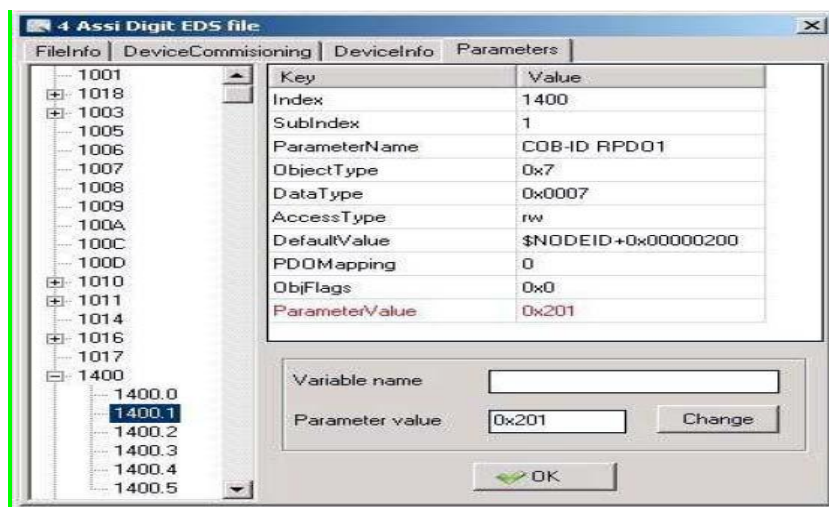 4 Assi Digit EDS file
FileInfo DeviceCommisioning DeviceInfo Parameters
1001
1018
1003
1005
1006
1007
1008
1009
100A
100C
100D
1010
1011
1014
1016
1017
1400
1400.0
1400.1
1400.2
1400.3
1400.4
1400.5
Key Value
Index 1400
SubIndex 1
ParameterName COB-ID RPDO1
ObjectType 0x7
DataType 0x0007
AccessType rw
DefaultValue $NODEID+0x00000200
PDOMapping 0
ObjFlags 0x0
ParameterValue 0x201
Variable name
Parameter value 0x201 Change
OK